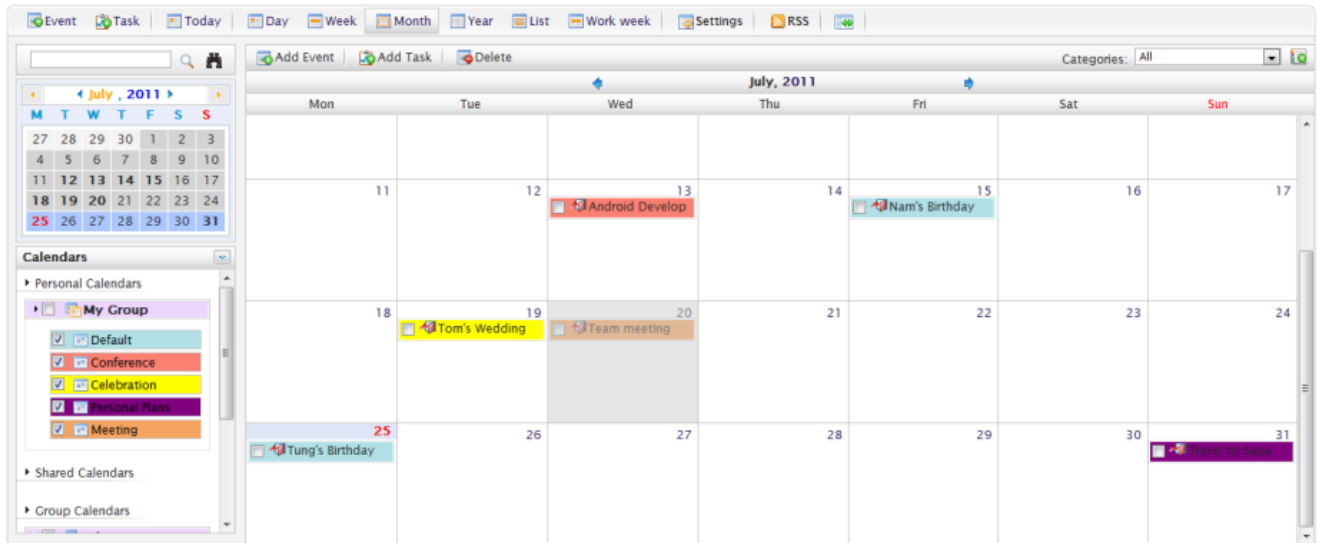 Event Task Today Day Week Month Year List Work week Settings RSS
Add Event Add Task Delete Categories: All
July, 2011
Mon Tue Wed Thu Fri Sat Sun
July , 2011
M T W T F S S
27 28 29 30 1 2 3
4 5 6 7 8 9 10
11 12 13 14 15 16 17
18 19 20 21 22 23 24
25 26 27 28 29 30 31
Calendars
Personal Calendars
My Group
Default
Conference
Celebration
Personal Plans
Meeting
Shared Calendars
Group Calendars
11 12 13 14 15 16 17
Android Develop Nam's Birthday
18 19 20 21 22 23 24
Tom's Wedding Team meeting
25 26 27 28 29 30 31
Tung's Birthday Travel to Sapa